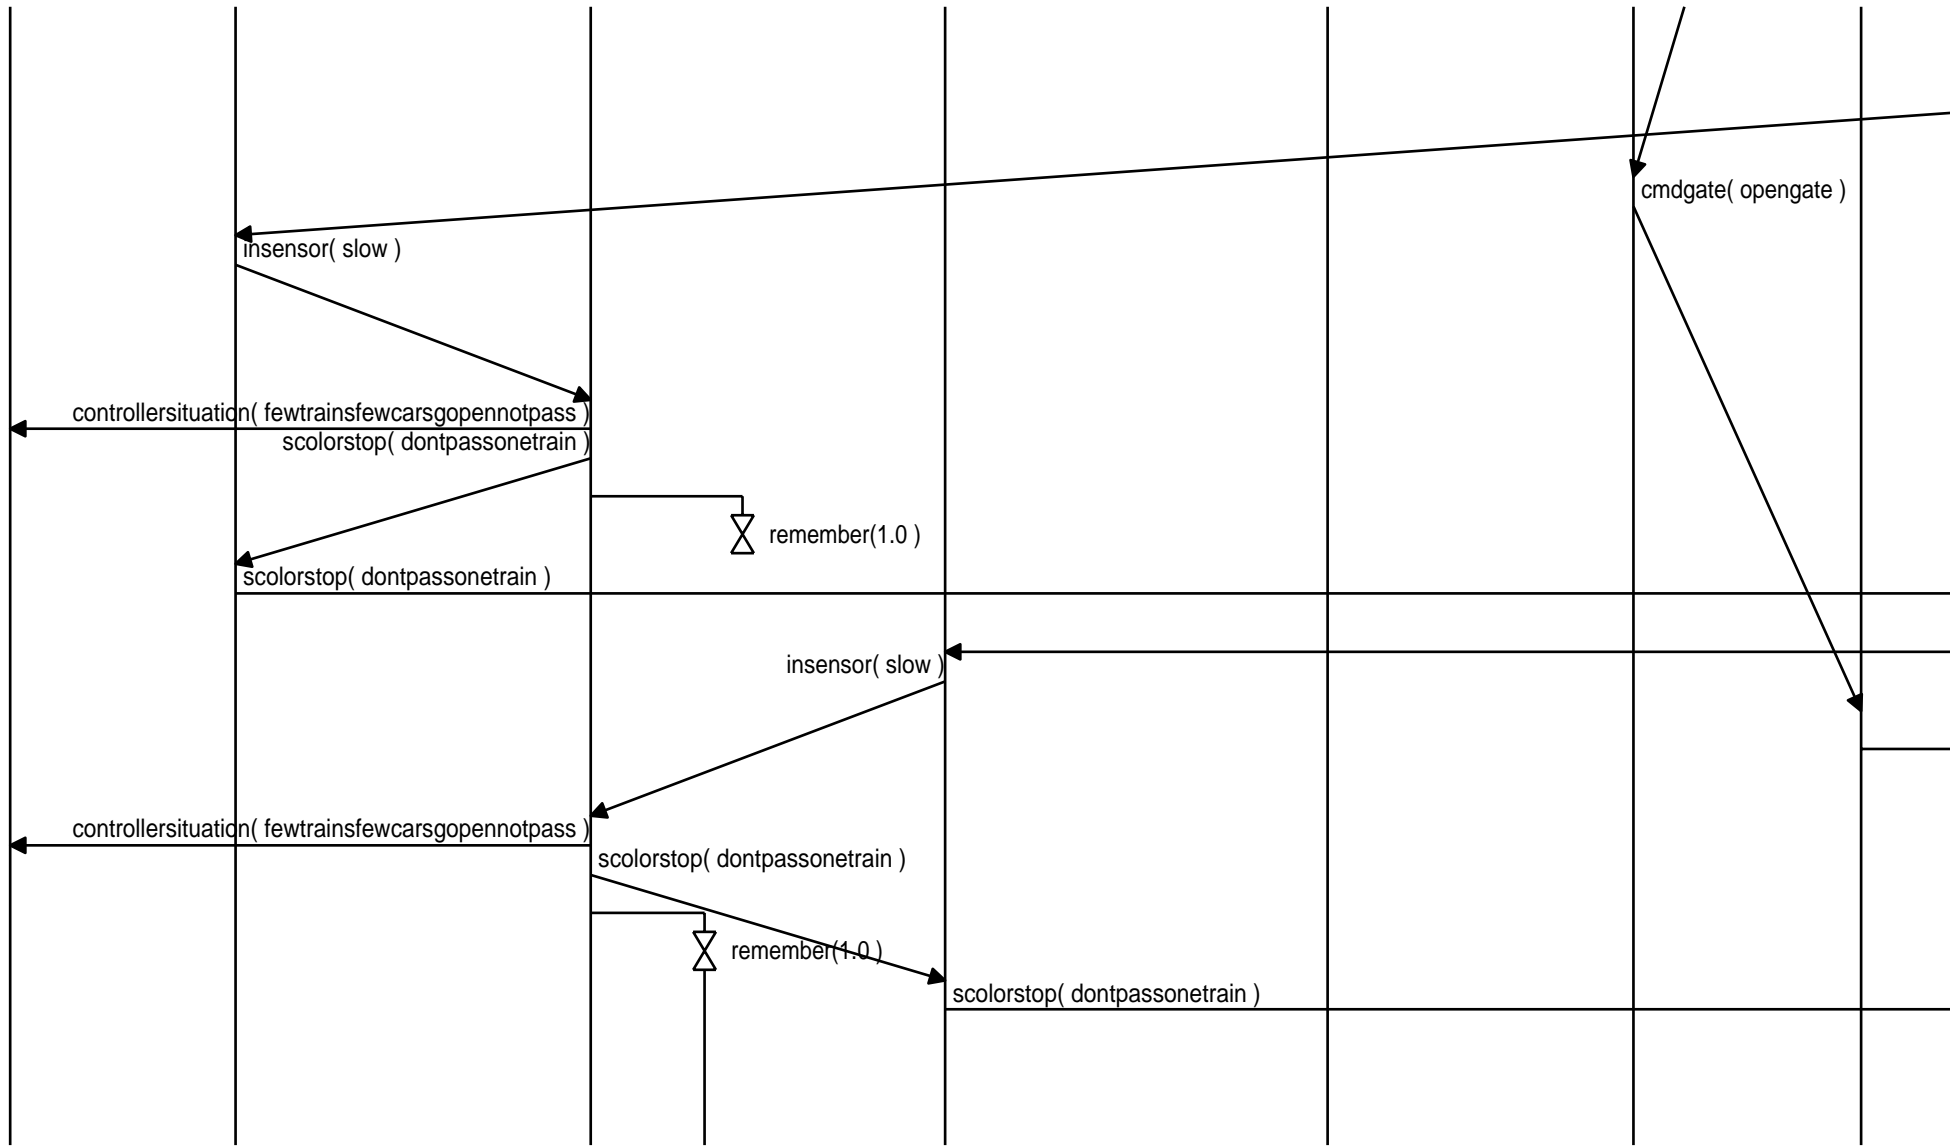 cmdgate( opengate )
insensor( slow )
controllersituation( fewtrainsfewcarsgopennotpass )
scolorstop( dontpassonetrain )
remember(1.0 )
scolorstop( dontpassonetrain )
insensor( slow )
controllersituation( fewtrainsfewcarsgopennotpass )
scolorstop( dontpassonetrain )
remember(1.0 )
scolorstop( dontpassonetrain )